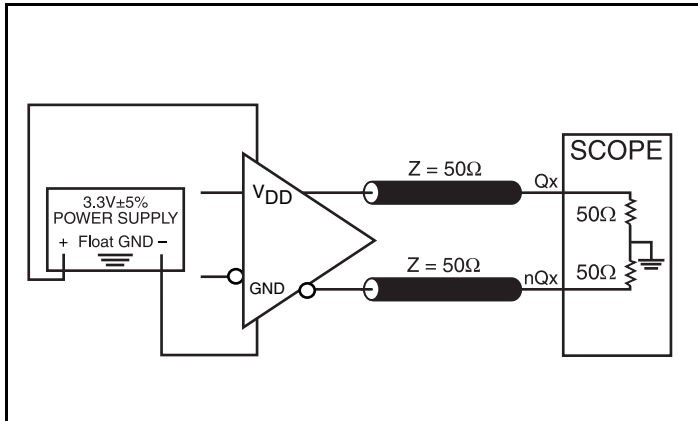 3.3V±5%
POWER SUPPLY
+ Float GND −
VDD
GND
Z = 50Ω
Z = 50Ω
Qx
nQx
SCOPE
50Ω
50Ω